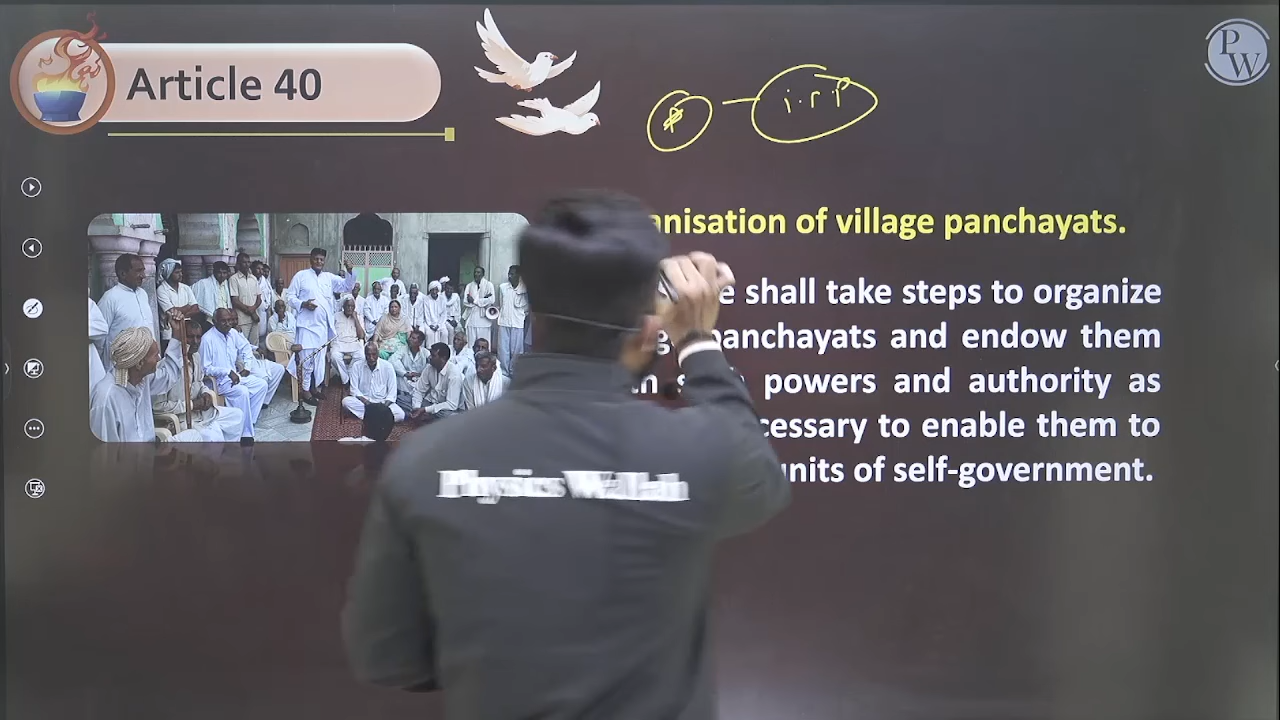 Article 40
PW
i.r.p
anisation of village panchayats.
e shall take steps to organize
panchayats and endow them
powers and authority as
cessary to enable them to
units of self-government.
Physics Wallah